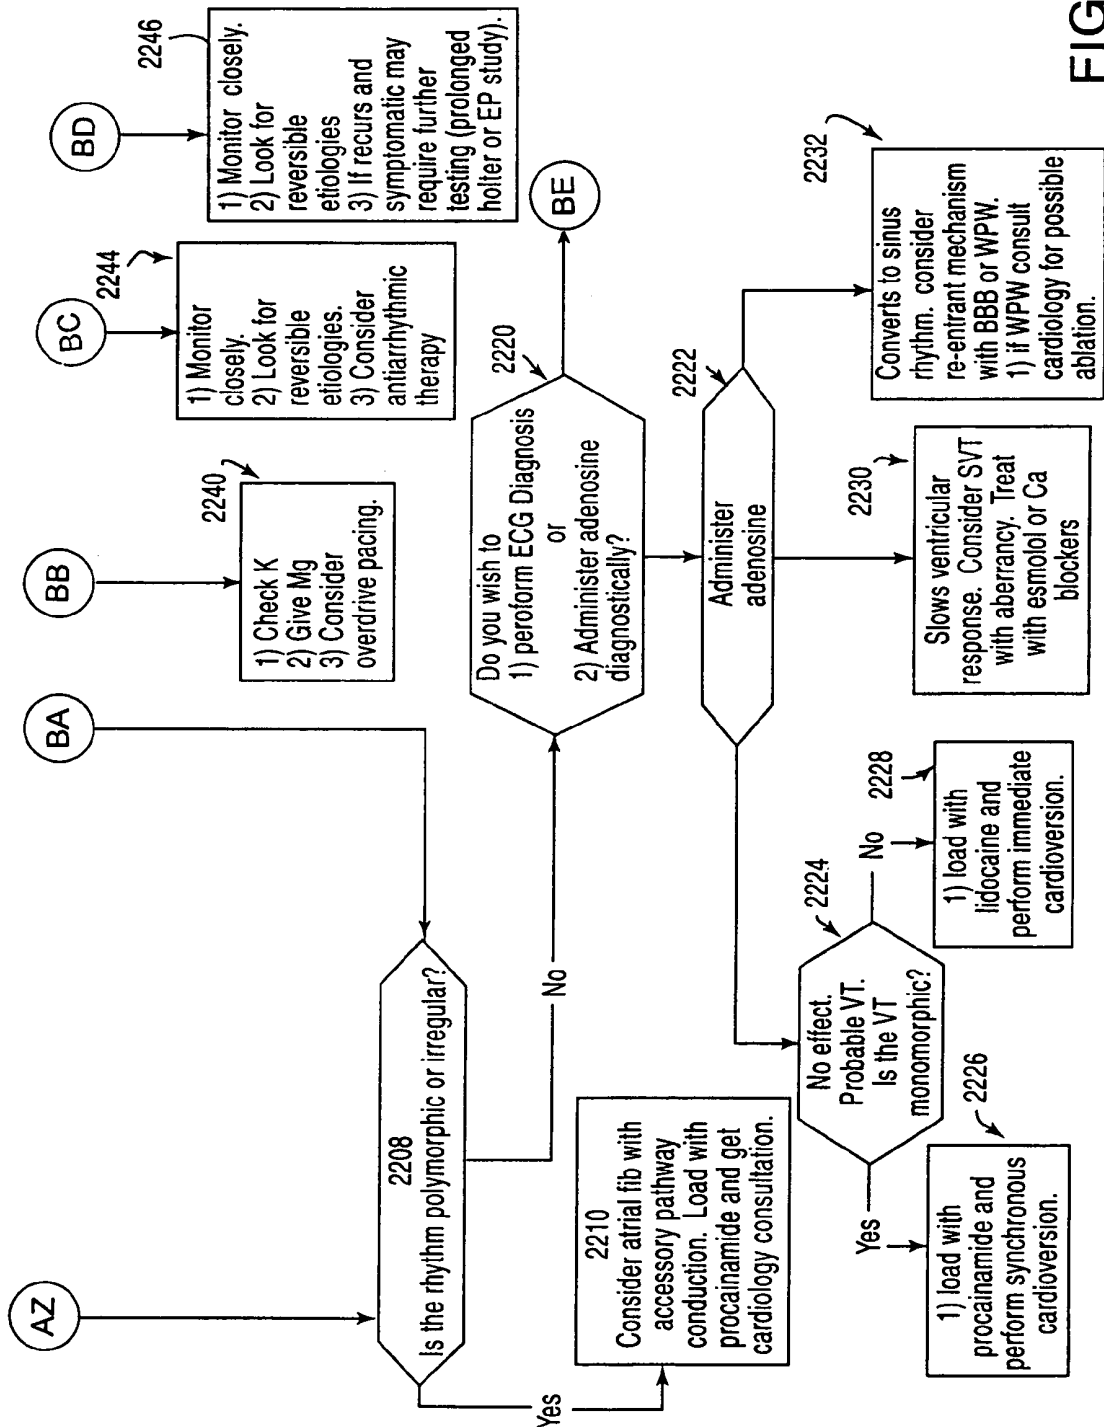 AZ
BA
BB
BC
BD
2208
Is the rhythm polymorphic or irregular?
Yes
No
2210
Consider atrial fib with
accessory pathway
conduction. Load with
procainamide and get
cardiology consultation.
2240
1) Check K
2) Give Mg
3) Consider
overdrive pacing.
2244
1) Monitor
closely.
2) Look for
reversible
etiologies.
3) Consider
antiarrhythmic
therapy
2246
1) Monitor closely.
2) Look for
reversible
etiologies
3) If recurs and
symptomatic may
require further
testing (prolonged
holter or EP study).
2220
Do you wish to
1) peroform ECG Diagnosis
or
2) Administer adenosine
diagnostically?
BE
2222
Administer
adenosine
2224
No effect.
Probable VT.
Is the VT
monomorphic?
Yes
No
2226
1) load with
procainamide and
perform synchronous
cardioversion.
2228
1) load with
lidocaine and
perform immediate
cardioversion.
2230
Slows ventricular
response. Consider SVT
with aberrancy. Treat
with esmolol or Ca
blockers
2232
Converts to sinus
rhythm. consider
re-entrant mechanism
with BBB or WPW.
1) if WPW consult
cardiology for possible
ablation.
FIG